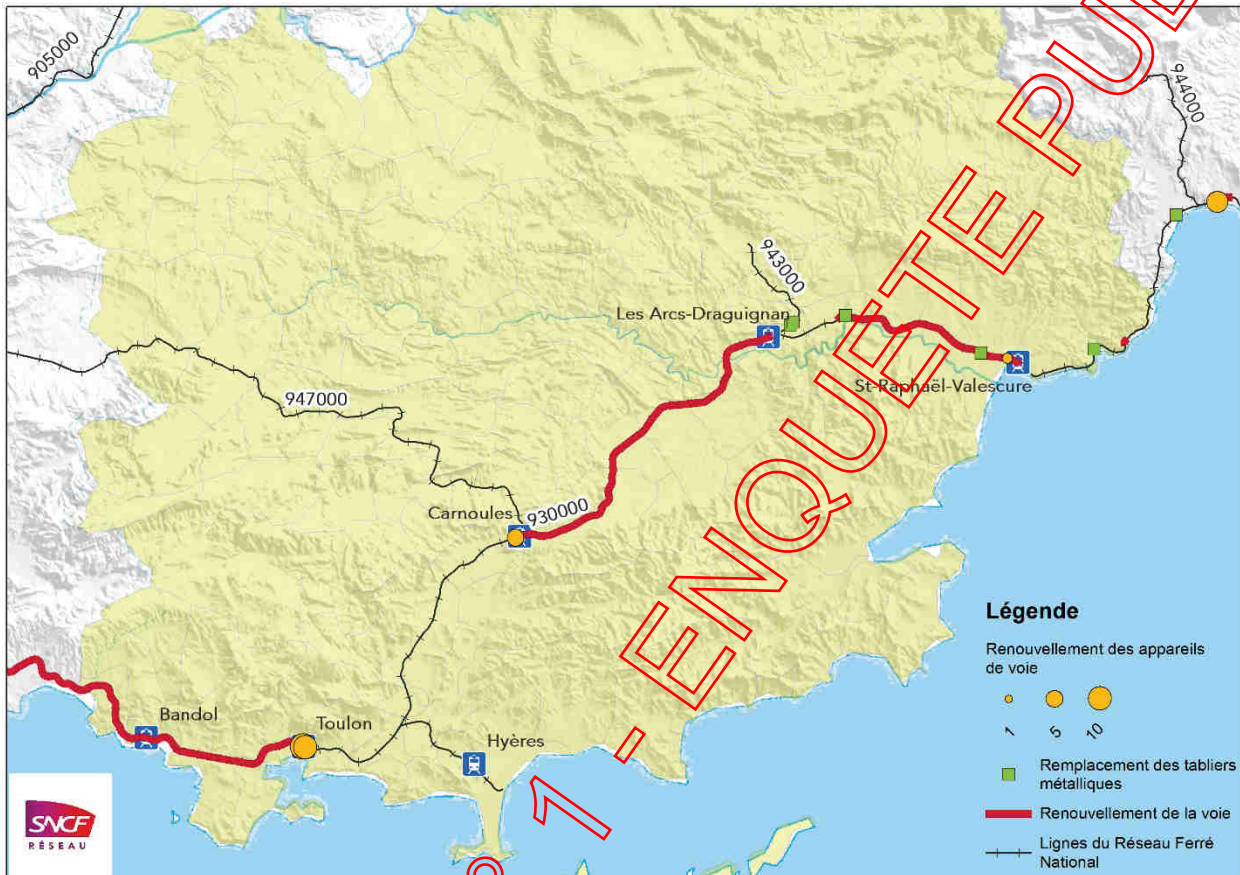 905000
944000
943000
Les Arcs-Draguignan
St-Raphaël-Valescure
947000
Carnoules
930000
Bandol
Toulon
Hyères
1 - ENQUETE
Légende
Renouvellement des appareils
de voie
1 5 10
Remplacement des tabliers
métalliques
Renouvellement de la voie
Lignes du Réseau Ferré
National
SNCF
RÉSEAU